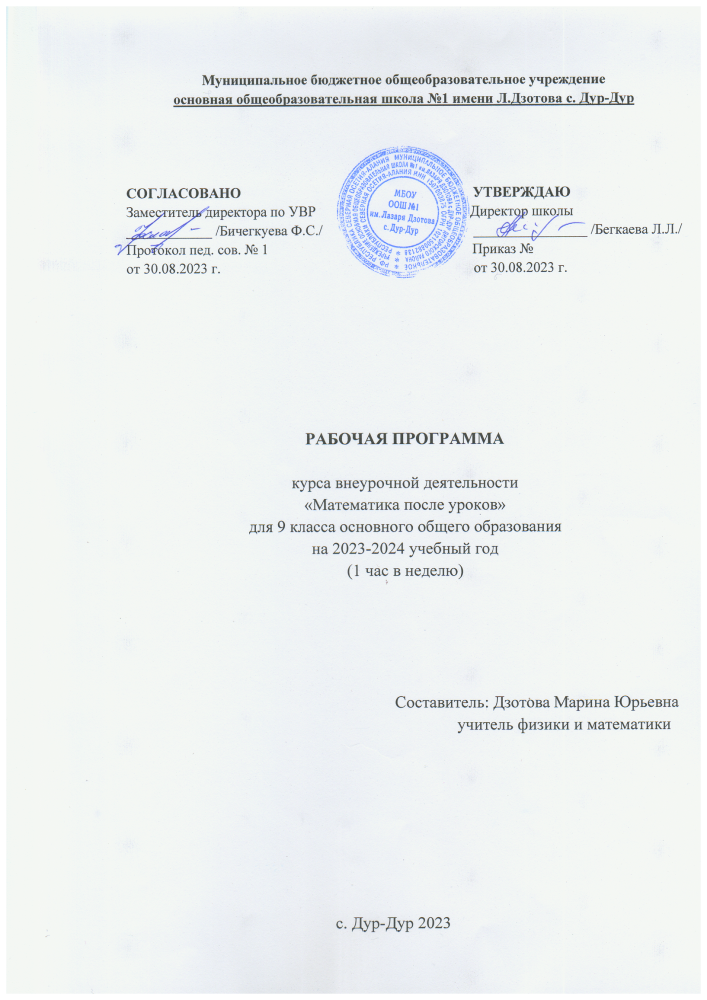 Муниципальное бюджетное общеобразовательное учреждение
основная общеобразовательная школа №1 имени Л.Дзотова с. Дур-Дур
СОГЛАСОВАНО
Заместитель директора по УВР
/Бичегкуева Ф.С./
Протокол пед. сов. № 1
от 30.08.2023 г.
РФ, РЕСПУБЛИКА СЕВЕРНАЯ ОСЕТИЯ-АЛАНИЯ МУНИЦИПАЛЬНОЕ БЮДЖЕТНОЕ ОБЩЕОБРАЗОВАТЕЛЬНОЕ
УЧРЕЖДЕНИЕ ОСНОВНАЯ ОБЩЕОБРАЗОВАТЕЛЬНАЯ ШКОЛА №1 им.ЛАЗАРЯ ДЗОТОВА с.ДУР-ДУР ДИГОРСКОГО РАЙОНА
РЕСПУБЛИКИ СЕВЕРНАЯ ОСЕТИЯ-АЛАНИЯ ИНН 1507003875 ОГРН 1021500882138
МБОУ
ООШ №1
им. Лазаря Дзотова
с. Дур-Дур
УТВЕРЖДАЮ
Директор школы
/Бегкаева Л.Л./
Приказ №
от 30.08.2023 г.
РАБОЧАЯ ПРОГРАММА
курса внеурочной деятельности
«Математика после уроков»
для 9 класса основного общего образования
на 2023-2024 учебный год
(1 час в неделю)
Составитель: Дзотова Марина Юрьевна
учитель физики и математики
с. Дур-Дур 2023